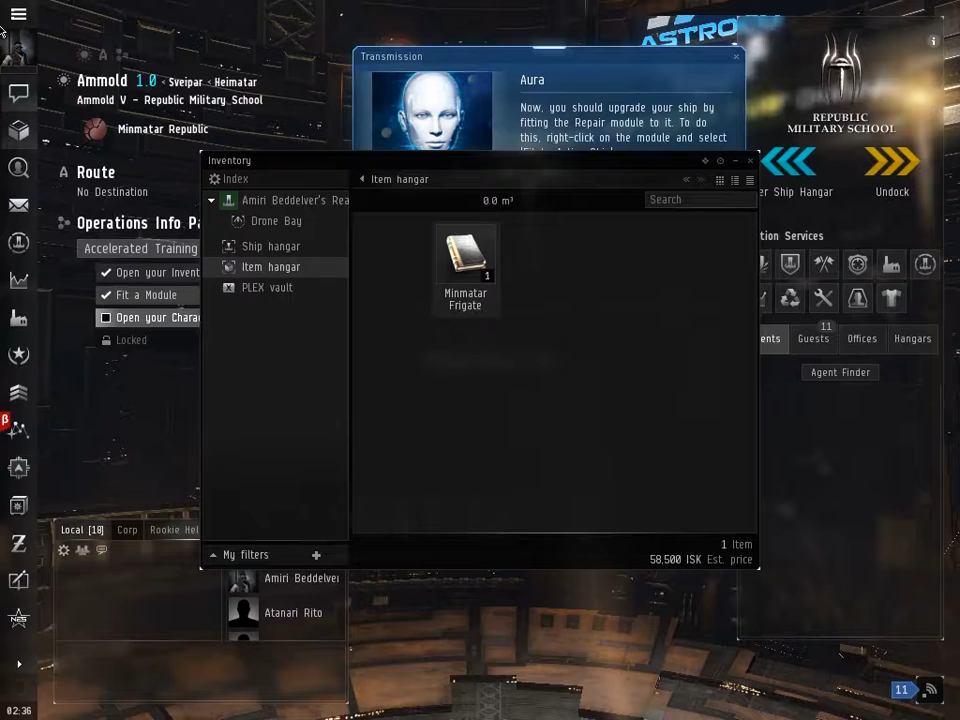 ASTRO
Ammold 1.0 < Sveipar < Heimatar
Ammold V - Republic Military School
Minmatar Republic
Route
No Destination
Operations Info Pa
Accelerated Training
Open your Invent
Fit a Module
Open your Chara
Locked
Transmission
Aura
Now, you should upgrade your ship by
fitting the Repair module to it. To do
this, right-click on the module and select
REPUBLIC
MILITARY SCHOOL
er Ship Hangar
Undock
Inventory
Index
Amiri Beddelver's Rea
Drone Bay
Ship hangar
Item hangar
PLEX vault
Item hangar
0.0 m³
Search
1
Minmatar
Frigate
My filters +
1 Item
58,500 ISK Est. price
tion Services
11
ents Guests Offices Hangars
Agent Finder
Local [18] Corp Rookie Hel
Amiri Beddelver
Atanari Rito
β
Z
NES
02:36
11